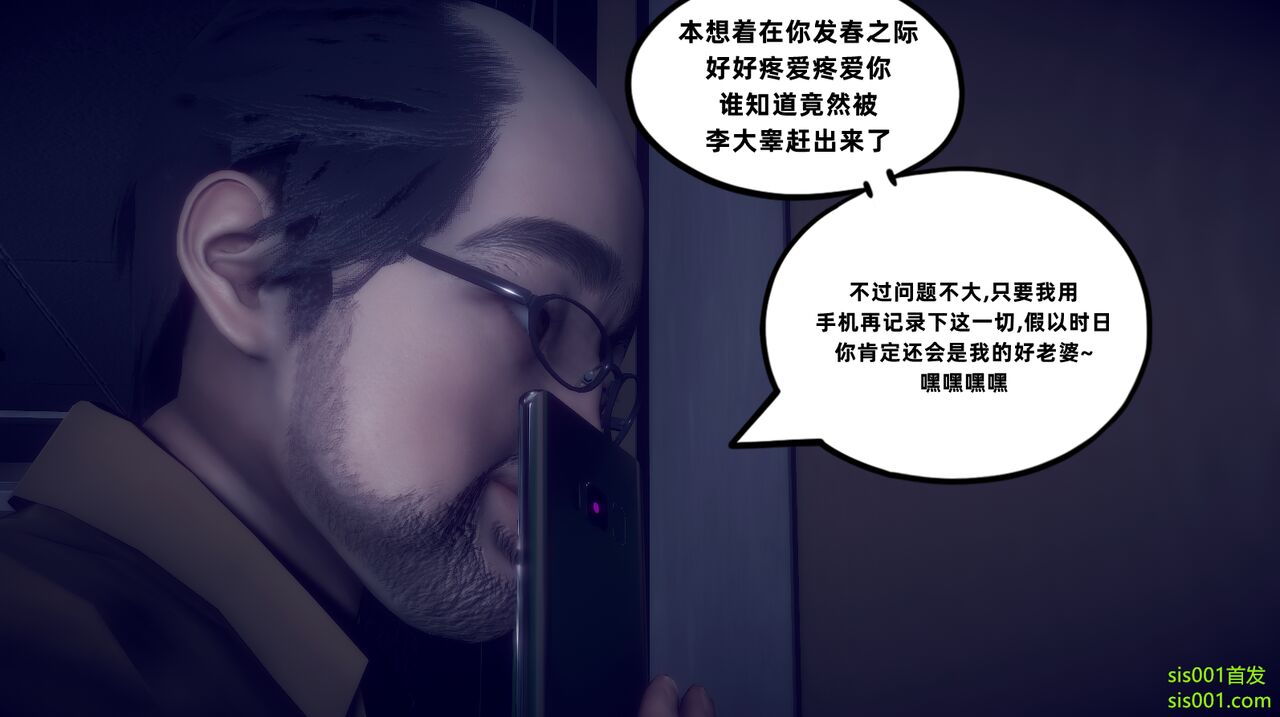 本想着在你发春之际
好好疼爱疼爱你
谁知道竟然被
李大睾赶出来了
不过问题不大,只要我用
手机再记录下这一切,假以时日
你肯定还会是我的好老婆~
嘿嘿嘿嘿
sis001首发
sis001.com